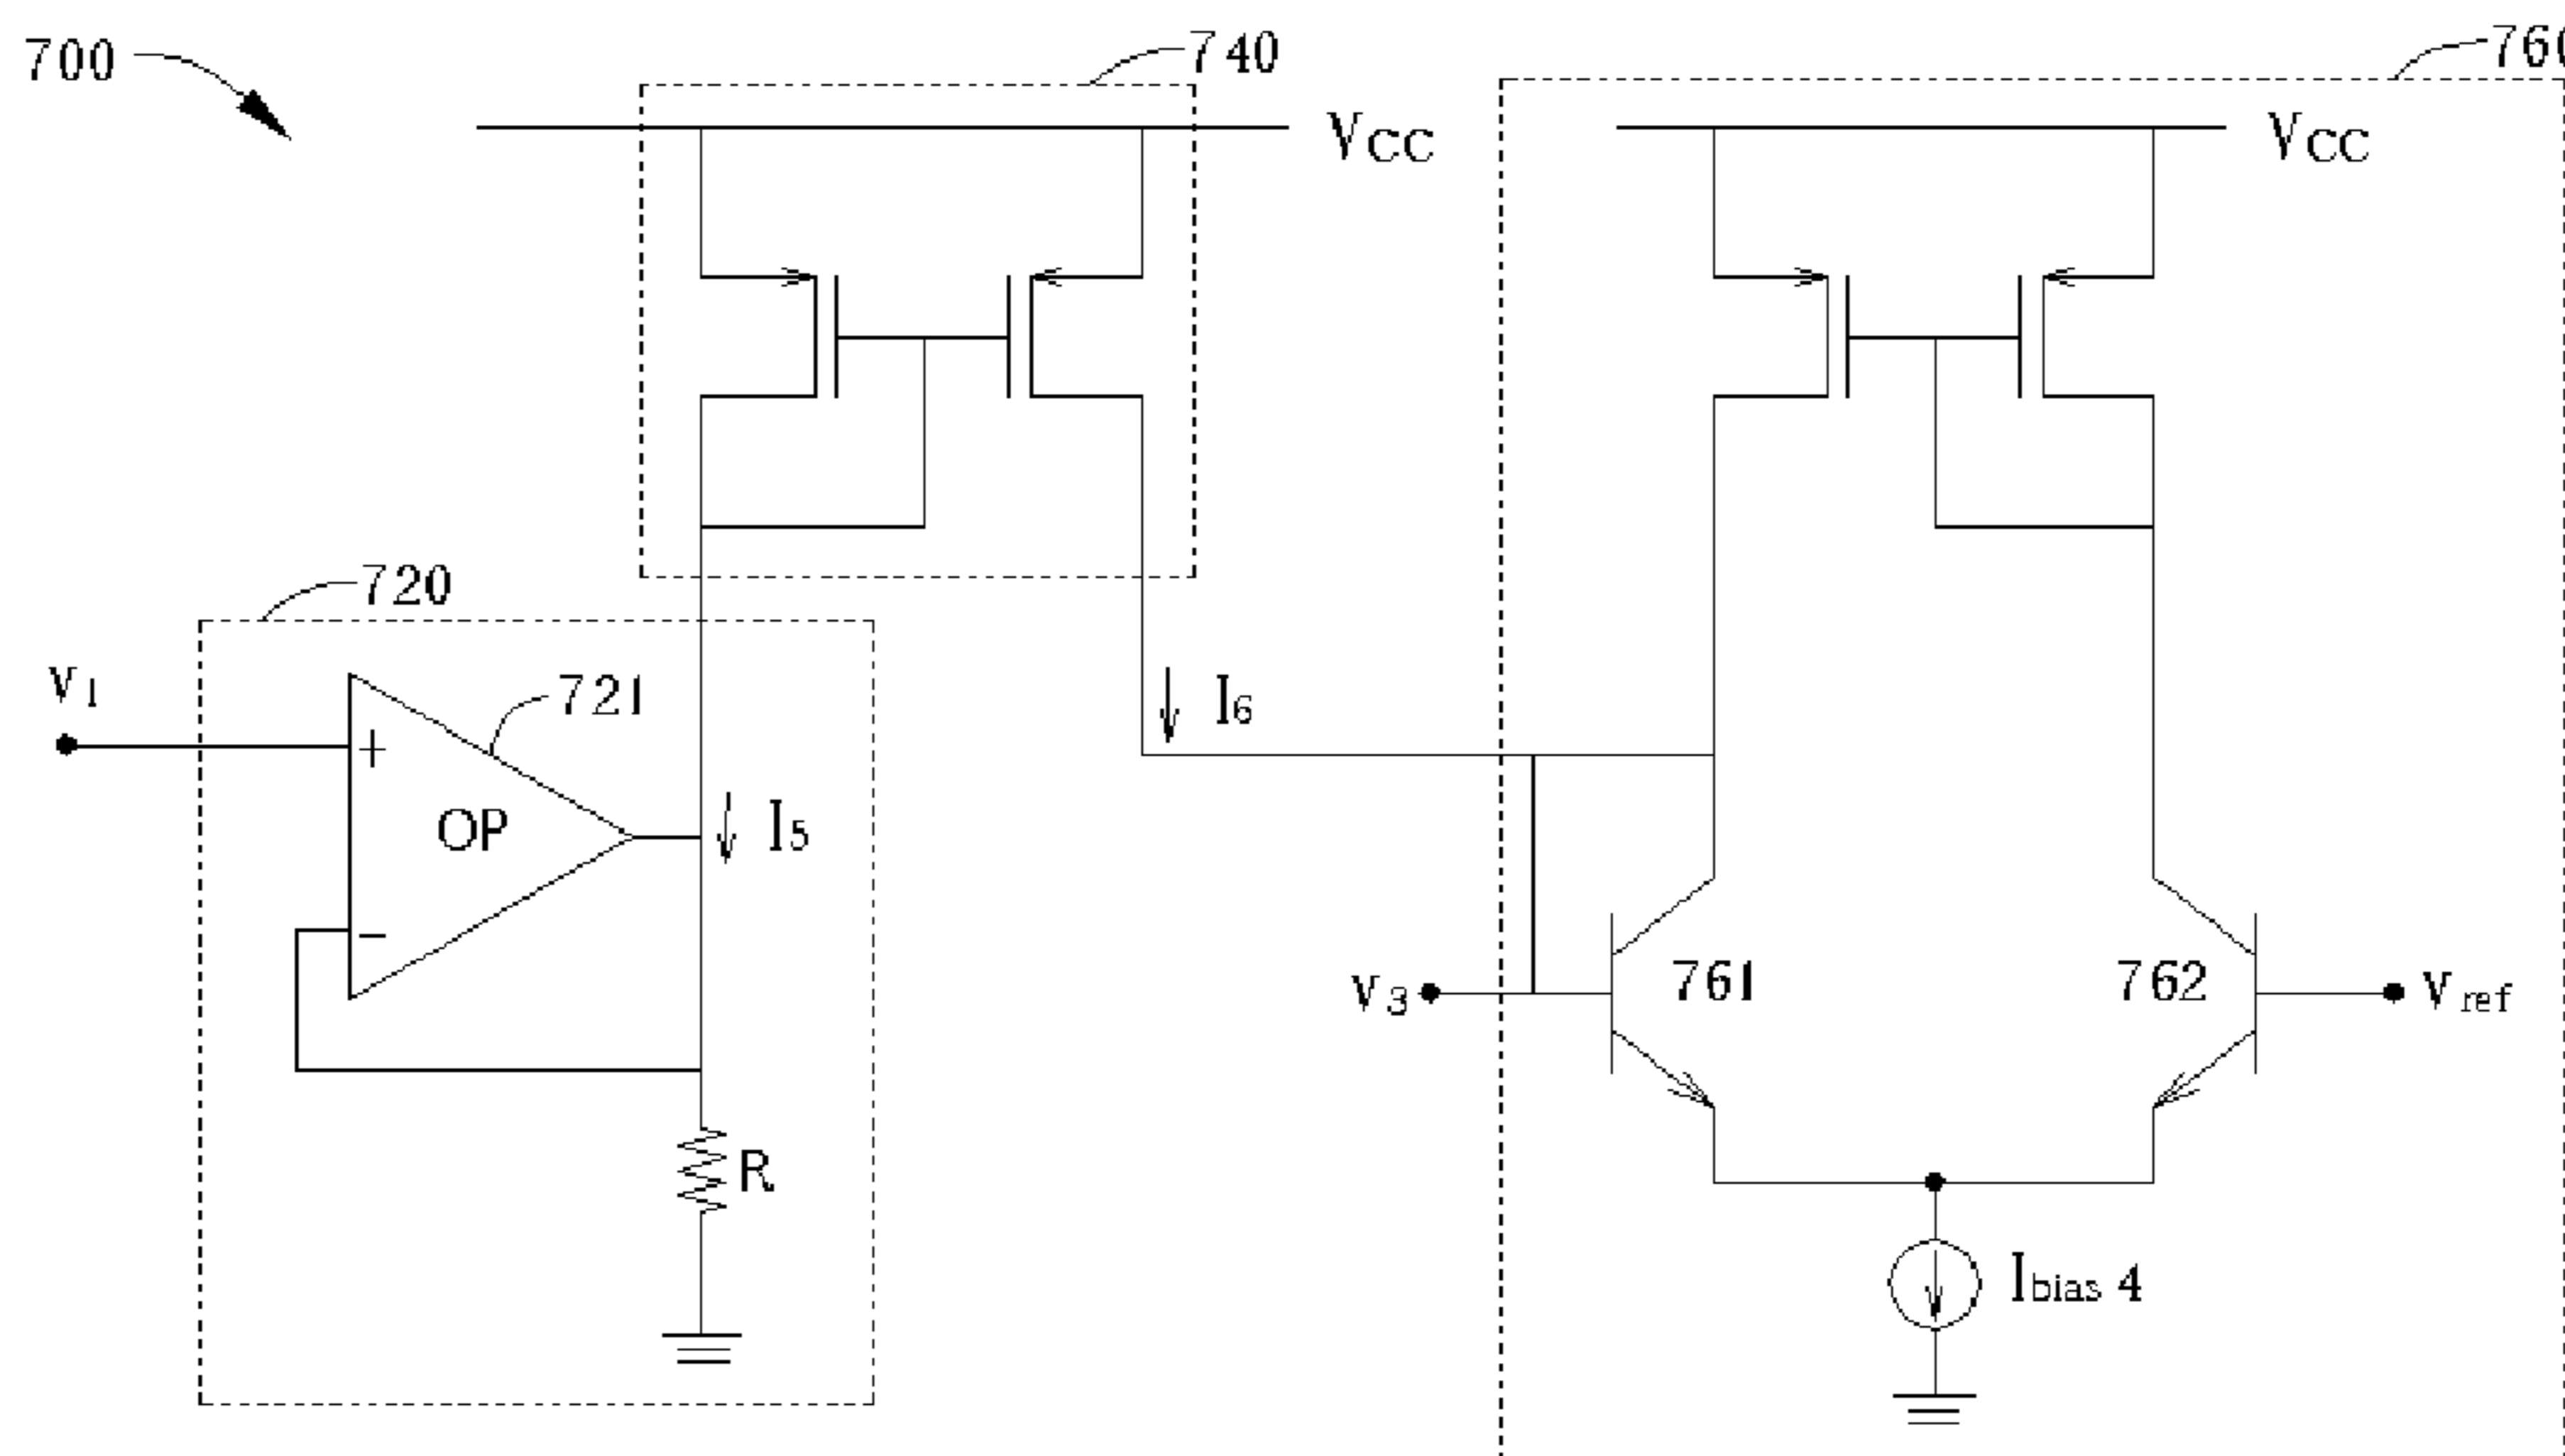 700
740
760
VCC
VCC
720
v1
721
I6
+
OP
I5
−
761
762
v3
vref
R
Ibias 4